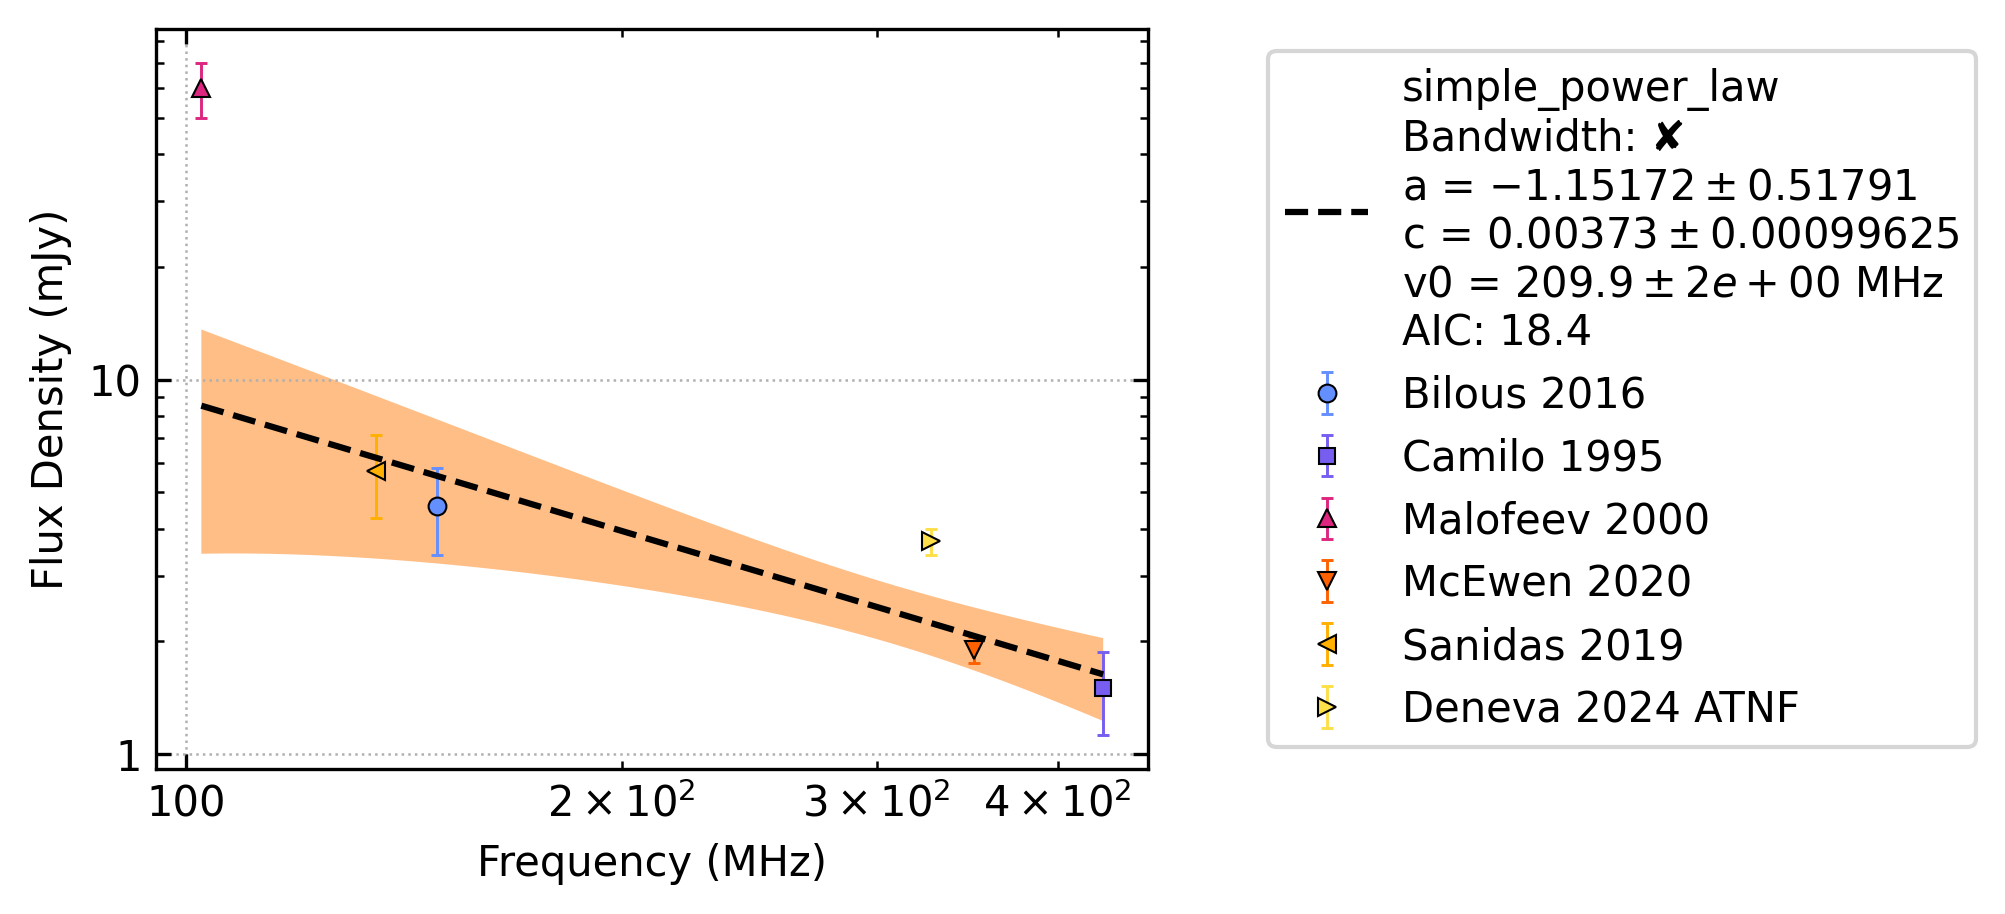 Flux Density (mJy)
10
1
100
2 × 10²
3 × 10²
4 × 10²
Frequency (MHz)
simple_power_law
Bandwidth: ✘
a = −1.15172 ± 0.51791
c = 0.00373 ± 0.00099625
v0 = 209.9 ± 2e + 00 MHz
AIC: 18.4
Bilous 2016
Camilo 1995
Malofeev 2000
McEwen 2020
Sanidas 2019
Deneva 2024 ATNF